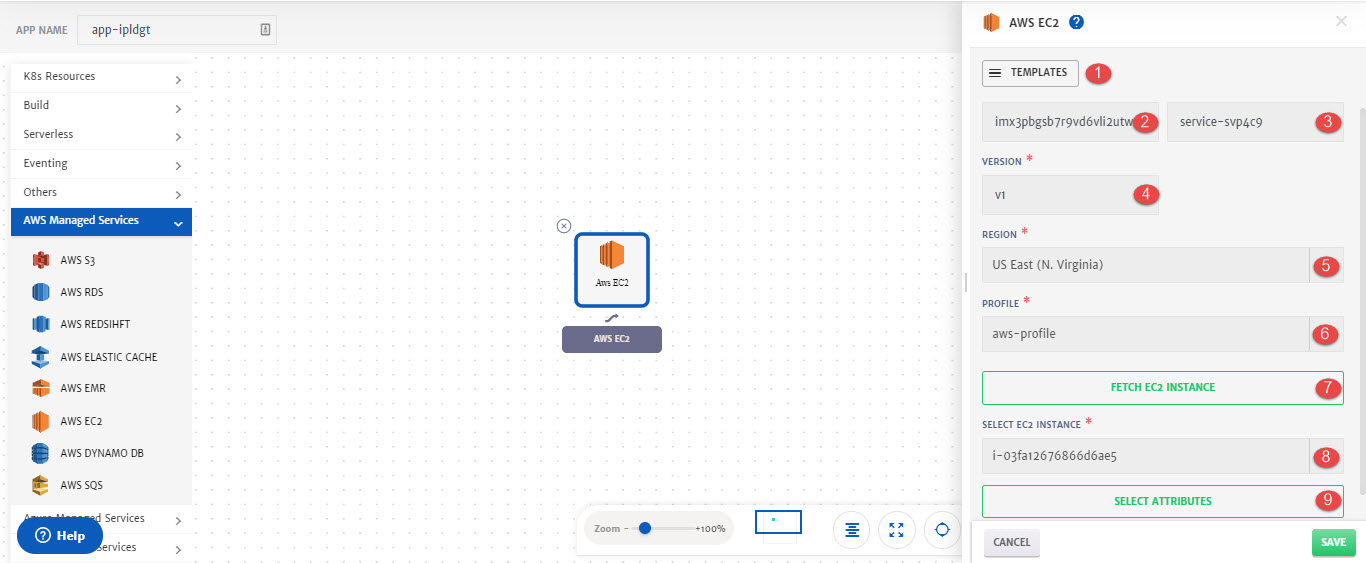 APP NAME
app-ipldgt
K8s Resources
Build
Serverless
Eventing
Others
AWS Managed Services
AWS S3
AWS RDS
AWS REDSIHFT
AWS ELASTIC CACHE
AWS EMR
AWS EC2
AWS DYNAMO DB
AWS SQS
Managed Services
Help
Aws EC2
AWS EC2
Zoom - +100%
AWS EC2 ?
TEMPLATES 1
imx3pbgsb7r9vd6vli2utw 2
service-svp4c9 3
VERSION *
v1 4
REGION *
US East (N. Virginia) 5
PROFILE *
aws-profile 6
FETCH EC2 INSTANCE 7
SELECT EC2 INSTANCE *
i-03fa12676866d6ae5 8
SELECT ATTRIBUTES 9
CANCEL
SAVE